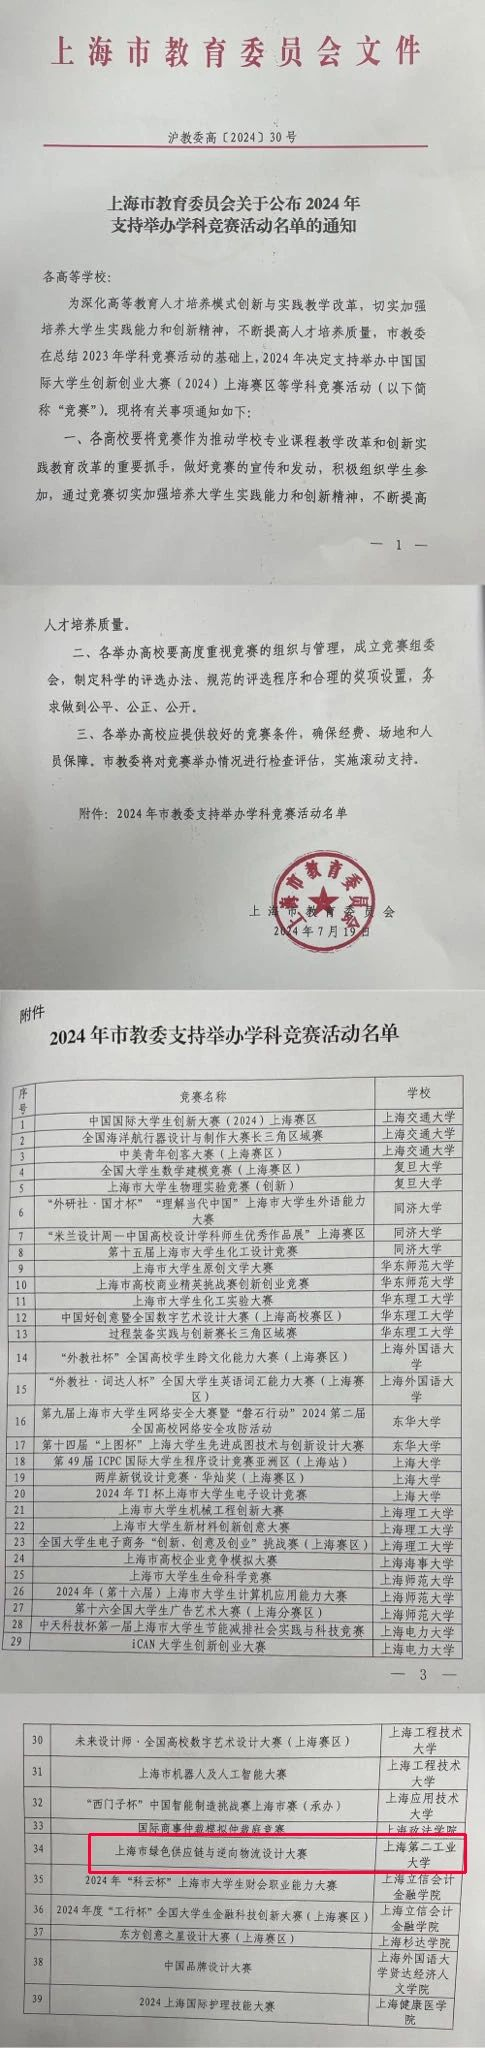 上海市教育委员会文件
沪教委高〔2024〕30号
上海市教育委员会关于公布2024年
支持举办学科竞赛活动名单的通知
各高等学校：
为深化高等教育人才培养模式创新与实践教学改革，切实加强
培养大学生实践能力和创新精神，不断提高人才培养质量，市教委
在总结2023年学科竞赛活动的基础上，2024年决定支持举办中国国
际大学生创新创业大赛（2024）上海赛区等学科竞赛活动（以下简
称“竞赛”）。现将有关事项通知如下：
一、各高校要将竞赛作为推动学校专业课程教学改革和创新实
践教育改革的重要抓手，做好竞赛的宣传和发动，积极组织学生参
加，通过竞赛切实加强培养大学生实践能力和创新精神，不断提高
— 1 —
人才培养质量。
二、各举办高校要高度重视竞赛的组织与管理，成立竞赛组委
会，制定科学的评选办法、规范的评选程序和合理的奖项设置，务
求做到公平、公正、公开。
三、各举办高校应提供较好的竞赛条件，确保经费、场地和人
员保障。市教委将对竞赛举办情况进行检查评估，实施滚动支持。
附件：2024年市教委支持举办学科竞赛活动名单
上海市教育委员会
上海市教育委员会
2024年7月19日
附件
2024年市教委支持举办学科竞赛活动名单
序号 竞赛名称 学校
1 中国国际大学生创新大赛（2024）上海赛区 上海交通大学
2 全国海洋航行器设计与制作大赛长三角区域赛 上海交通大学
3 中美青年创客大赛（上海赛区） 上海交通大学
4 全国大学生数学建模竞赛（上海赛区） 复旦大学
5 上海市大学生物理实验竞赛（创新） 复旦大学
6 “外研社·国才杯”“理解当代中国”上海市大学生外语能力
大赛 同济大学
7 “米兰设计周—中国高校设计学科师生优秀作品展”上海赛区 同济大学
8 第十五届上海市大学生化工设计竞赛 同济大学
9 上海市大学生原创文学大赛 华东师范大学
10 上海市高校商业精英挑战赛创新创业竞赛 华东师范大学
11 上海市大学生化工实验大赛 华东理工大学
12 中国好创意暨全国数字艺术设计大赛（上海高校赛区） 华东理工大学
13 过程装备实践与创新赛长三角区域赛 华东理工大学
14 “外教社杯”全国高校学生跨文化能力大赛（上海赛区） 上海外国语大
学
15 “外教社·词达人杯”全国大学生英语词汇能力大赛（上海赛
区） 上海外国语大
学
16 第九届上海市大学生网络安全大赛暨“磐石行动”2024第二届
全国高校网络安全攻防活动 东华大学
17 第十四届“上图杯”上海大学生先进成图技术与创新设计大赛 东华大学
18 第49届ICPC国际大学生程序设计竞赛亚洲区（上海站） 上海大学
19 两岸新锐设计竞赛·华灿奖（上海赛区） 上海大学
20 2024年TI杯上海市大学生电子设计竞赛 上海大学
21 上海市大学生机械工程创新大赛 上海理工大学
22 上海市大学生新材料创新创意大赛 上海理工大学
23 全国大学生电子商务“创新、创意及创业”挑战赛（上海赛区） 上海理工大学
24 上海市高校企业竞争模拟大赛 上海海事大学
25 上海市大学生生命科学竞赛 上海师范大学
26 2024年（第十六届）上海市大学生计算机应用能力大赛 上海师范大学
27 第十六全国大学生广告艺术大赛（上海分赛区） 上海师范大学
28 中天科技杯第一届上海市大学生节能减排社会实践与科技竞赛 上海电力大学
29 iCAN大学生创新创业大赛 上海电力大学
— 3
30 未来设计师·全国高校数字艺术设计大赛（上海赛区） 上海工程技术
大学
31 上海市机器人及人工智能大赛 上海工程技术
大学
32 “西门子杯”中国智能制造挑战赛上海市赛（承办） 上海应用技术
大学
33 国际商事仲裁模拟仲裁庭竞赛 上海政法学院
34 上海市绿色供应链与逆向物流设计大赛 上海第二工业
大学
35 2024年“科云杯”上海市大学生财会职业能力大赛 上海立信会计
金融学院
36 2024年度“工行杯”全国大学生金融科技创新大赛（上海赛区） 上海立信会计
金融学院
37 东方创意之星设计大赛（上海赛区） 上海杉达学院
38 中国品牌设计大赛 上海外国语大
学贤达经济人
文学院
39 2024上海国际护理技能大赛 上海健康医学
院